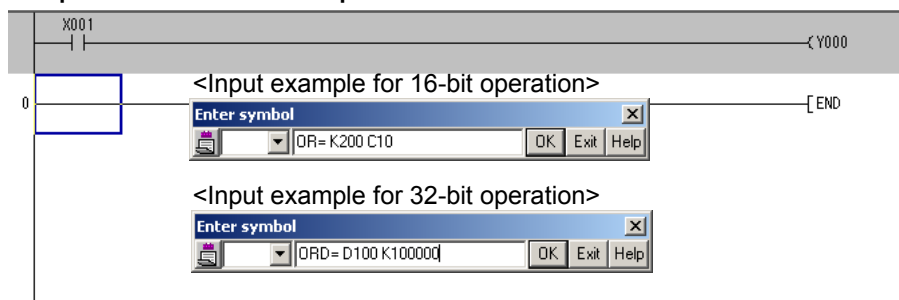 X001
Y000
<Input example for 16-bit operation>
0
END
Enter symbol
OR= K200 C10
OK Exit Help
<Input example for 32-bit operation>
Enter symbol
ORD= D100 K100000
OK Exit Help